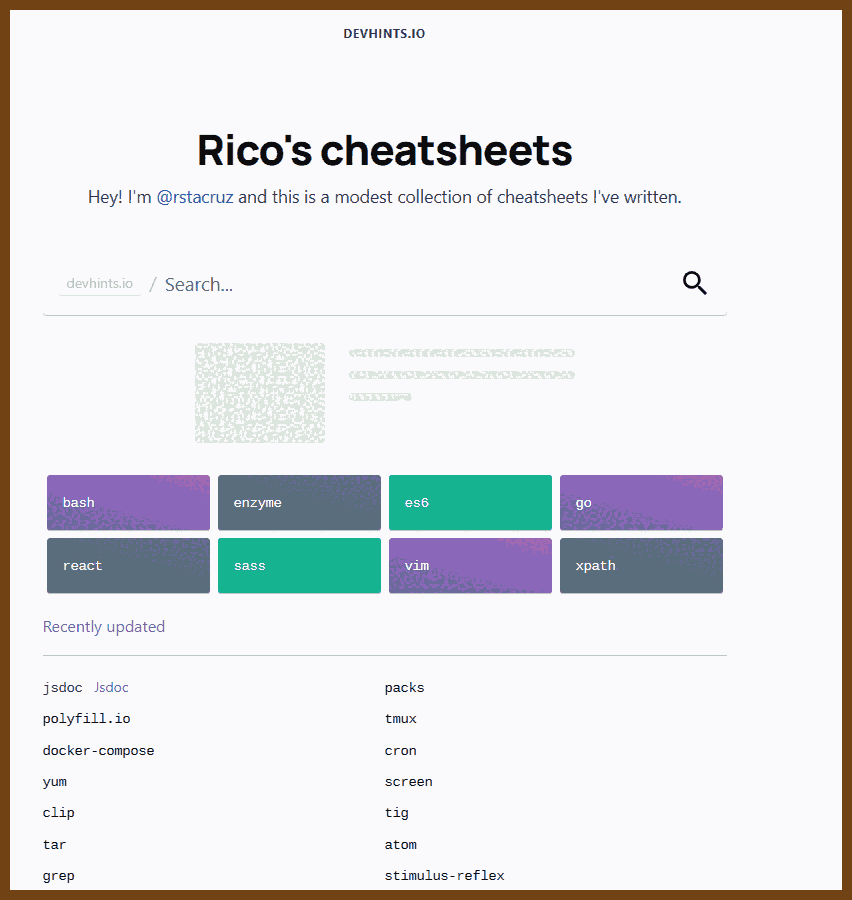 DEVHINTS.IO
Rico's cheatsheets
Hey! I'm @rstacruz and this is a modest collection of cheatsheets I've written.
devhints.io / Search...
bash enzyme es6 go
react sass vim xpath
Recently updated
jsdoc Jsdoc packs
polyfill.io tmux
docker-compose cron
yum screen
clip tig
tar atom
grep stimulus-reflex